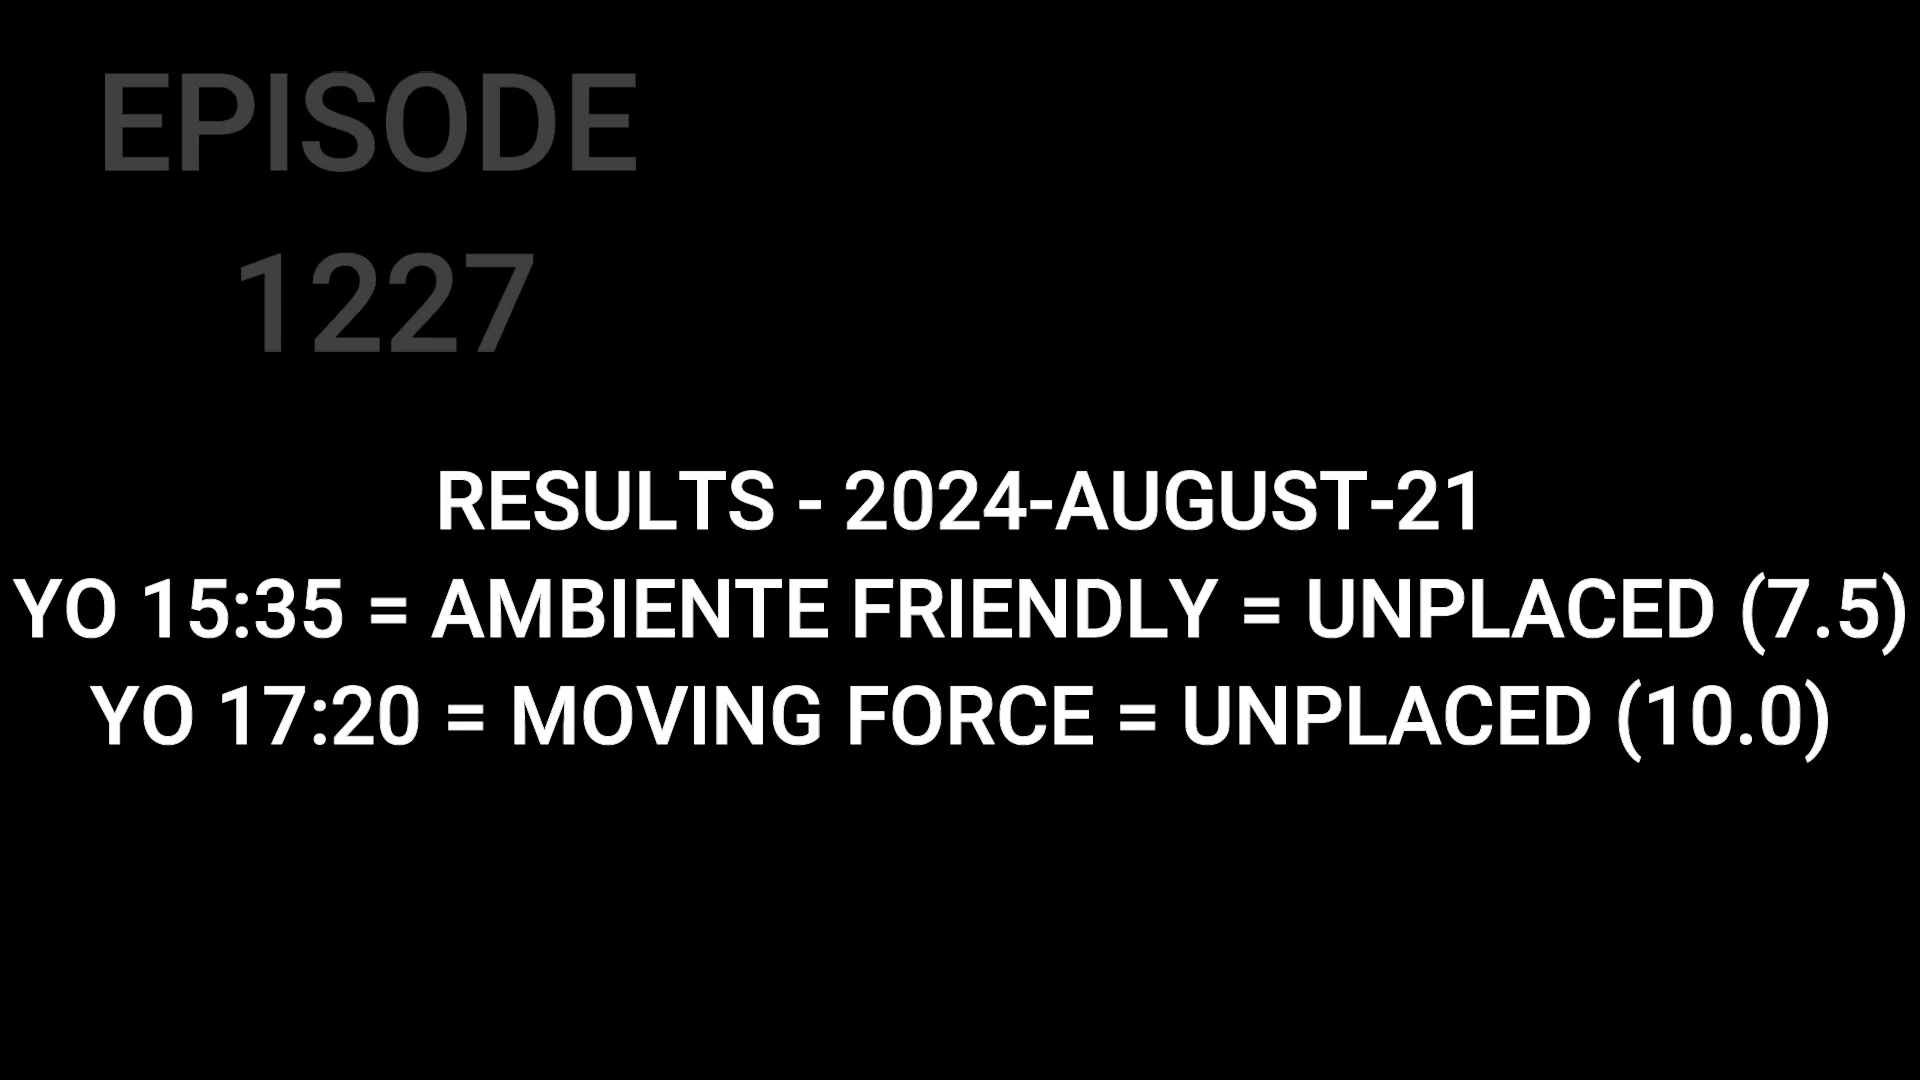 EPISODE
1227
RESULTS - 2024-AUGUST-21
YO 15:35 = AMBIENTE FRIENDLY = UNPLACED (7.5)
YO 17:20 = MOVING FORCE = UNPLACED (10.0)